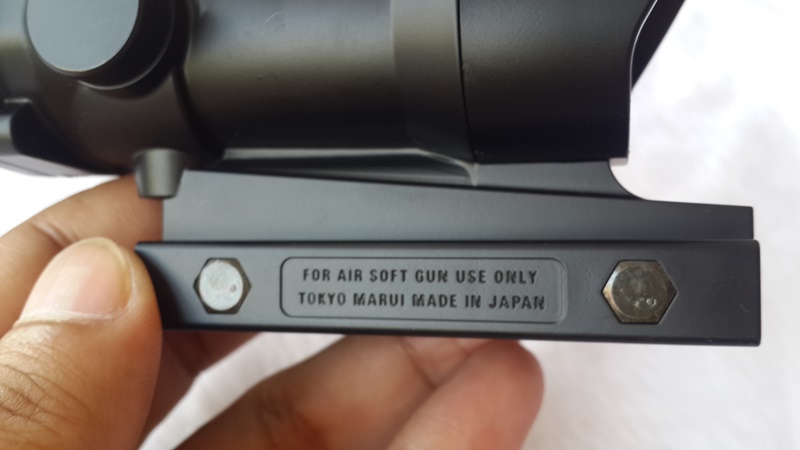 FOR AIR SOFT GUN USE ONLY
TOKYO MARUI MADE IN JAPAN